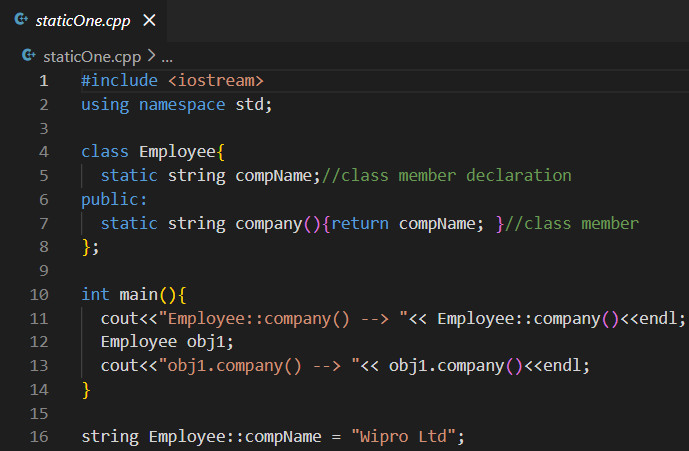 staticOne.cpp ×
staticOne.cpp > ...
1 #include <iostream>
2 using namespace std;
3
4 class Employee{
5   static string compName;//class member declaration
6 public:
7   static string company(){return compName; }//class member
8 };
9
10 int main(){
11   cout<<"Employee::company() --> "<< Employee::company()<<endl;
12   Employee obj1;
13   cout<<"obj1.company() --> "<< obj1.company()<<endl;
14 }
15
16 string Employee::compName = "Wipro Ltd";